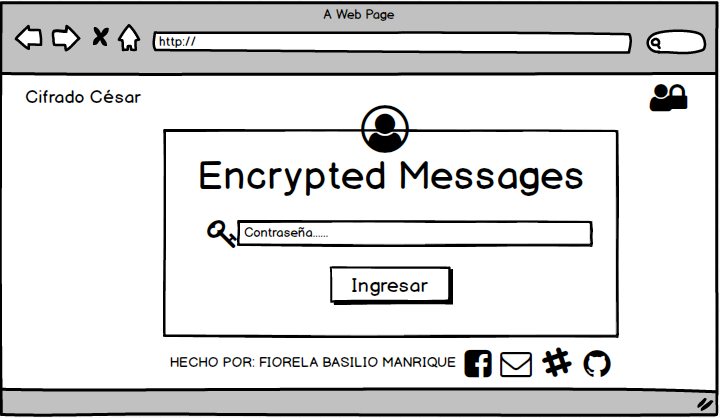 A Web Page
http://
Cifrado César
Encrypted Messages
Contraseña......
Ingresar
HECHO POR: FIORELA BASILIO MANRIQUE